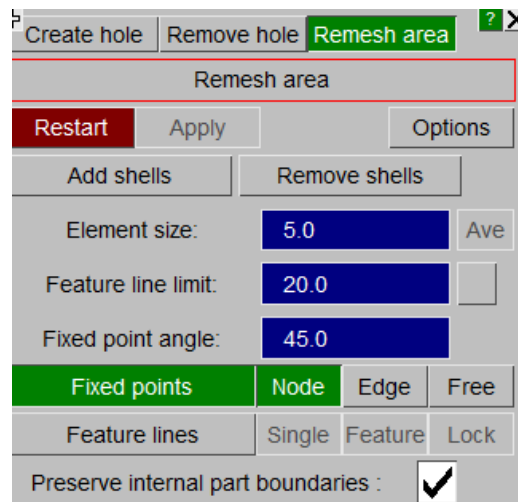 Create hole Remove hole Remesh area ? X
Remesh area
Restart Apply Options
Add shells Remove shells
Element size: 5.0 Ave
Feature line limit: 20.0
Fixed point angle: 45.0
Fixed points Node Edge Free
Feature lines Single Feature Lock
Preserve internal part boundaries :